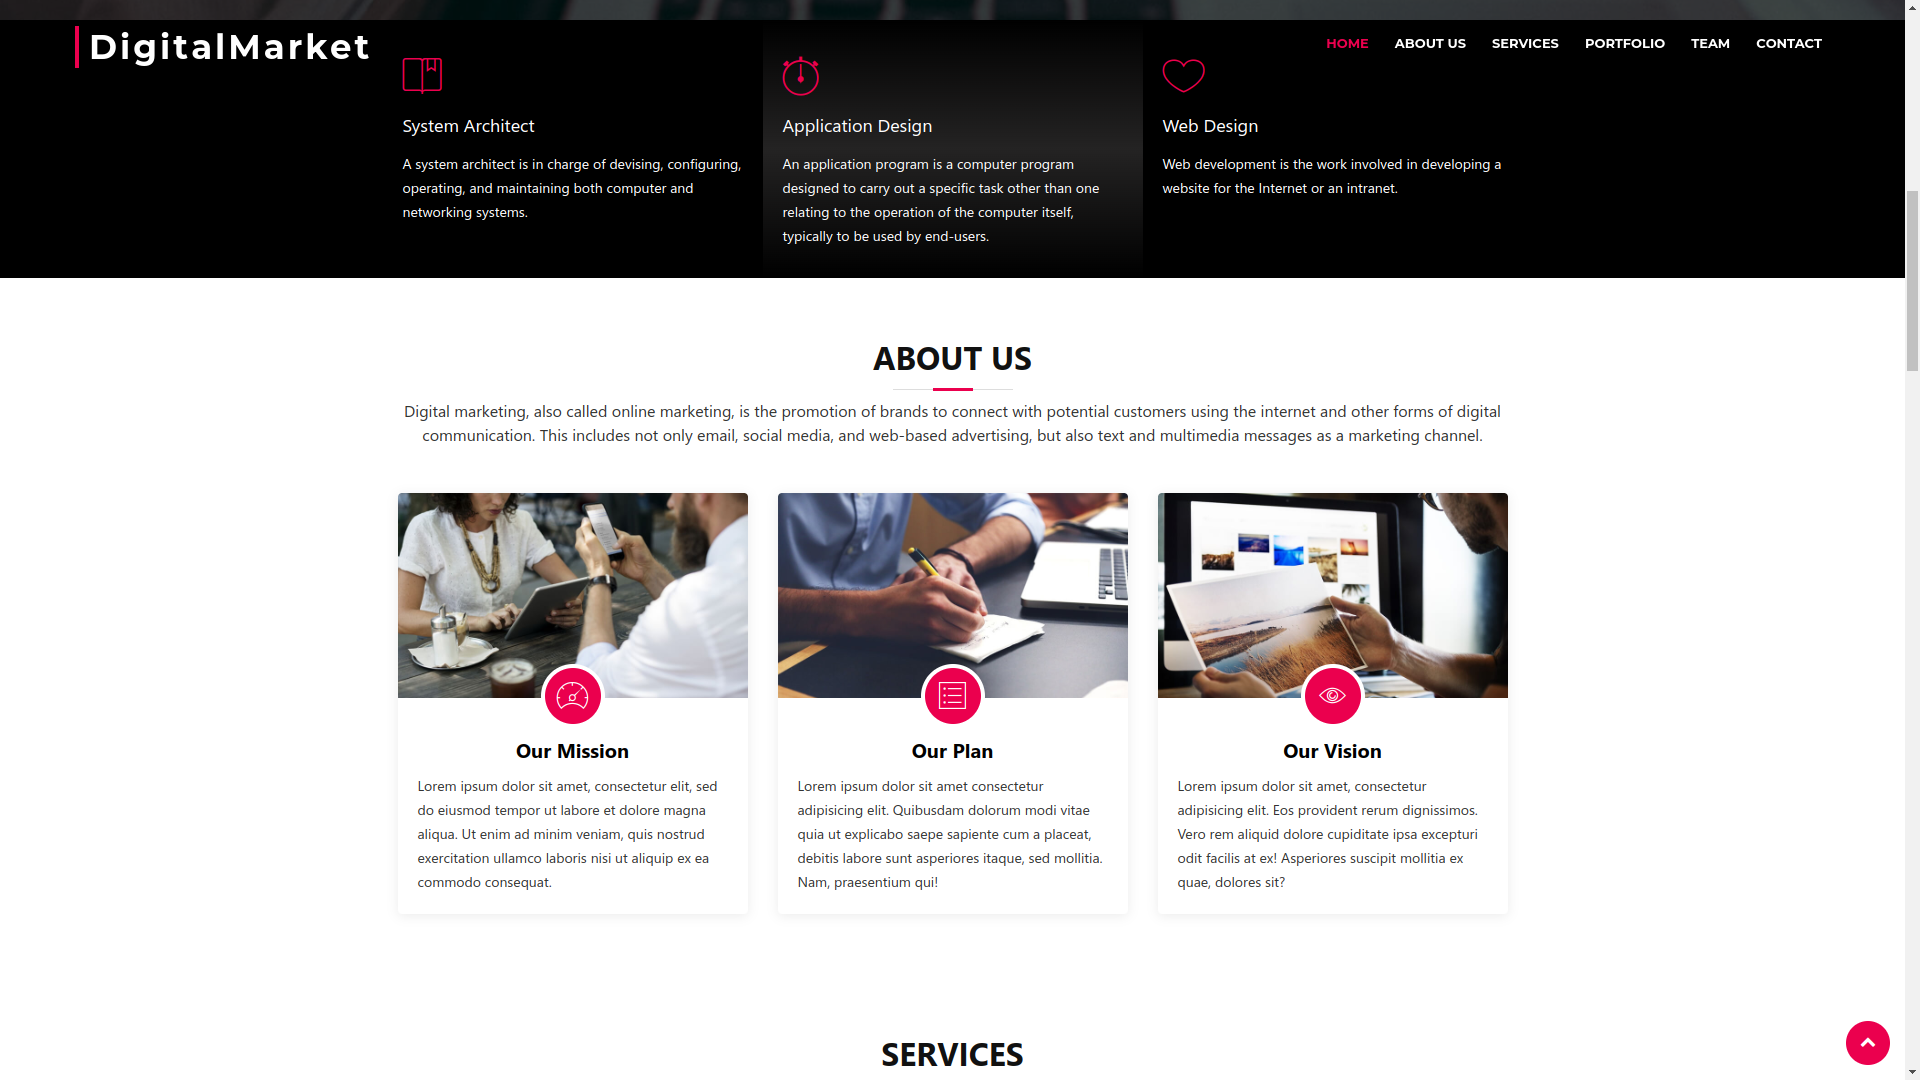 DigitalMarket
HOME
ABOUT US
SERVICES
PORTFOLIO
TEAM
CONTACT
System Architect
A system architect is in charge of devising, configuring,
operating, and maintaining both computer and
networking systems.
Application Design
An application program is a computer program
designed to carry out a specific task other than one
relating to the operation of the computer itself,
typically to be used by end-users.
Web Design
Web development is the work involved in developing a
website for the Internet or an intranet.
ABOUT US
Digital marketing, also called online marketing, is the promotion of brands to connect with potential customers using the internet and other forms of digital
communication. This includes not only email, social media, and web-based advertising, but also text and multimedia messages as a marketing channel.
Our Mission
Lorem ipsum dolor sit amet, consectetur elit, sed
do eiusmod tempor ut labore et dolore magna
aliqua. Ut enim ad minim veniam, quis nostrud
exercitation ullamco laboris nisi ut aliquip ex ea
commodo consequat.
Our Plan
Lorem ipsum dolor sit amet consectetur
adipisicing elit. Quibusdam dolorum modi vitae
quia ut explicabo saepe sapiente cum a placeat,
debitis labore sunt asperiores itaque, sed mollitia.
Nam, praesentium qui!
Our Vision
Lorem ipsum dolor sit amet, consectetur
adipisicing elit. Eos provident rerum dignissimos.
Vero rem aliquid dolore cupiditate ipsa excepturi
odit facilis at ex! Asperiores suscipit mollitia ex
quae, dolores sit?
SERVICES